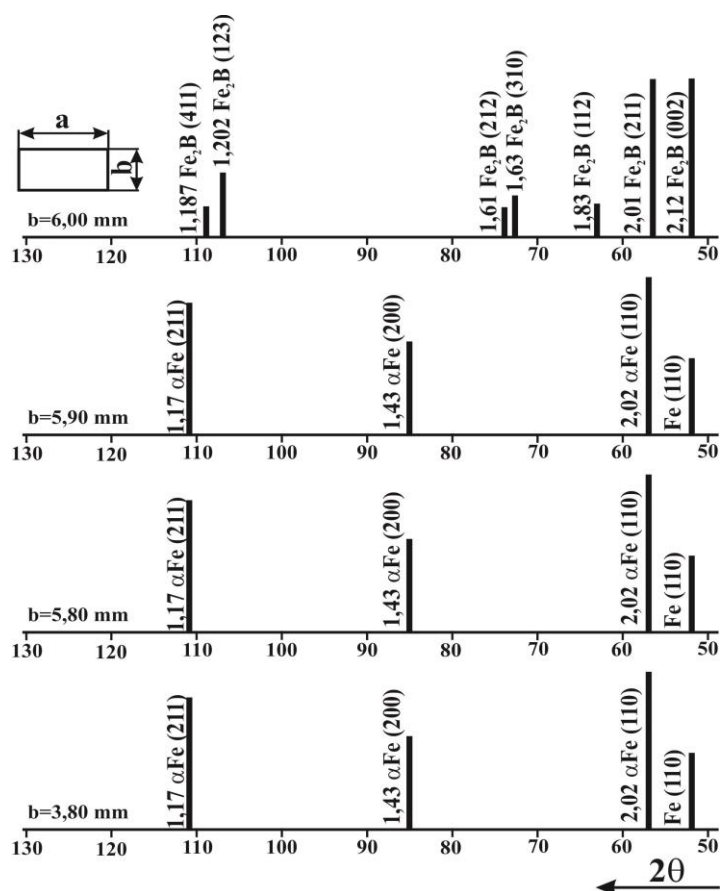 a
b
b=6,00 mm
1,187 Fe₂B (411)
1,202 Fe₂B (123)
1,61 Fe₂B (212)
1,63 Fe₂B (310)
1,83 Fe₂B (112)
2,01 Fe₂B (211)
2,12 Fe₂B (002)
130 120 110 100 90 80 70 60 50
b=5,90 mm
1,17 αFe (211)
1,43 αFe (200)
2,02 αFe (110)
Fe (110)
130 120 110 100 90 80 70 60 50
b=5,80 mm
1,17 αFe (211)
1,43 αFe (200)
2,02 αFe (110)
Fe (110)
130 120 110 100 90 80 70 60 50
b=3,80 mm
1,17 αFe (211)
1,43 αFe (200)
2,02 αFe (110)
Fe (110)
130 120 110 100 90 80 70 60 50
2θ